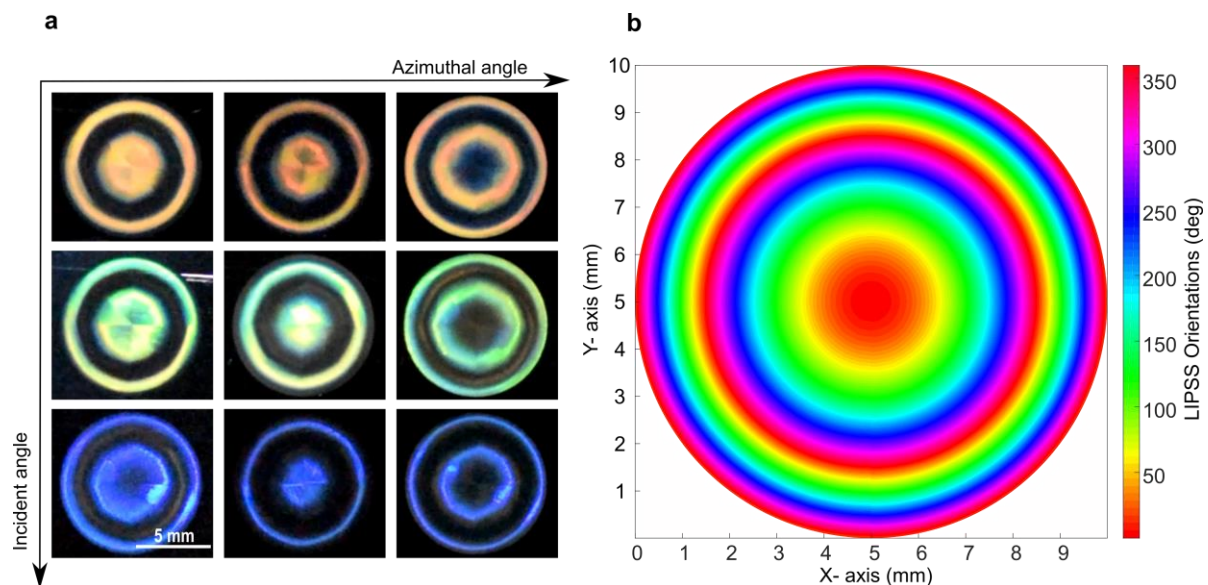 a
Azimuthal angle
Incident angle
5 mm
b
10
9
8
7
6
5
4
3
2
1
Y- axis (mm)
0 1 2 3 4 5 6 7 8 9
X- axis (mm)
350
300
250
200
150
100
50
LIPSS Orientations (deg)